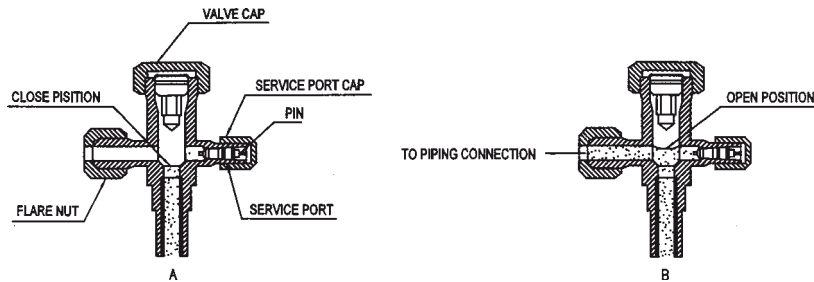 VALVE CAP
CLOSE PISITION
SERVICE PORT CAP
PIN
FLARE NUT
SERVICE PORT
A
OPEN POSITION
TO PIPING CONNECTION
B